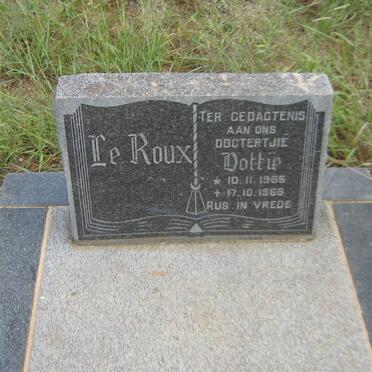 Le Roux
TER GEDAGTENIS
AAN ONS
DOGTERTJIE
Dottie
★ 10.11.1965
✝ 17.10.1966
RUS IN VREDE